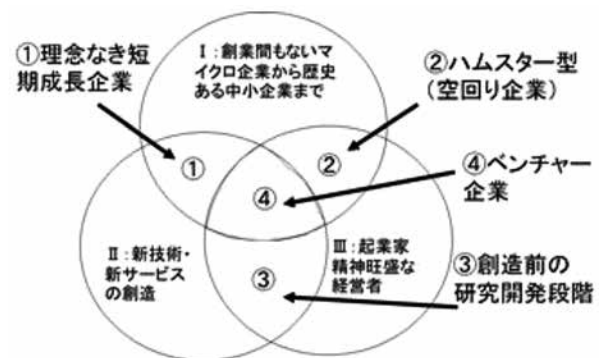 ①理念なき短
期成長企業
Ⅰ：創業間もないマ
イクロ企業から歴史
ある中小企業まで
②ハムスター型
（空回り企業）
①
②
④
④ベンチャー
企業
Ⅱ：新技術・
新サービス
の創造
③
Ⅲ：起業家
精神旺盛な
経営者
③創造前の
研究開発段階